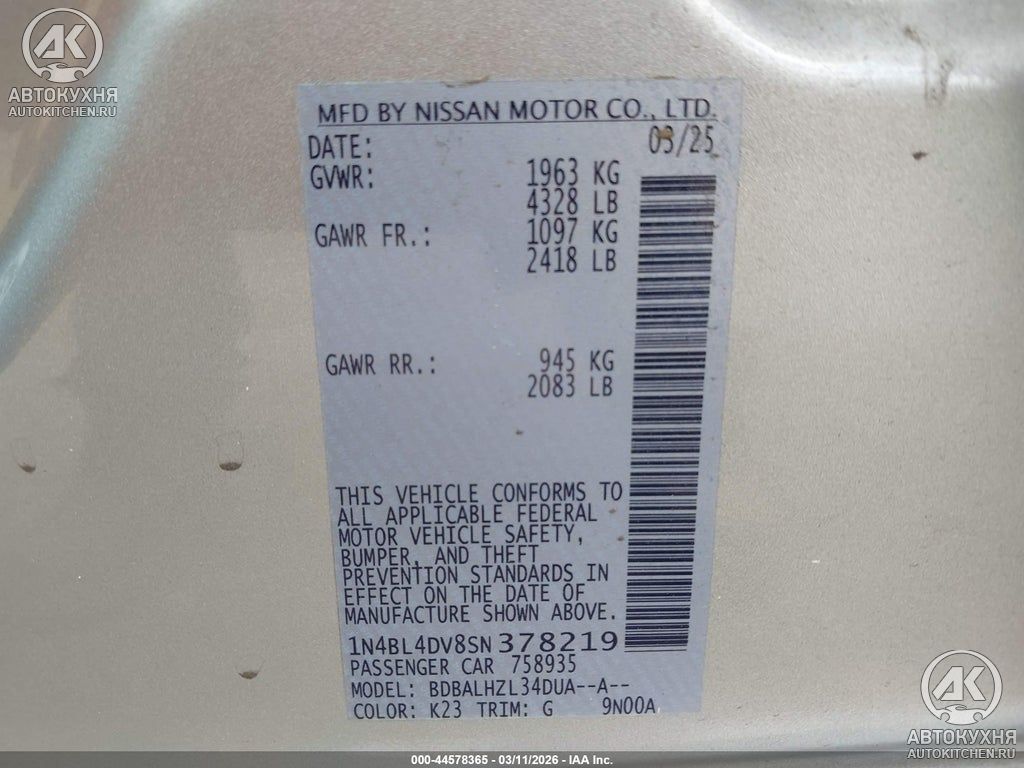 AK
АВТОКУХНЯ
AUTOKITCHEN.RU
MFD BY NISSAN MOTOR CO., LTD.
DATE: 03/25
GVWR: 1963 KG
4328 LB
GAWR FR.: 1097 KG
2418 LB
GAWR RR.: 945 KG
2083 LB
THIS VEHICLE CONFORMS TO
ALL APPLICABLE FEDERAL
MOTOR VEHICLE SAFETY,
BUMPER, AND THEFT
PREVENTION STANDARDS IN
EFFECT ON THE DATE OF
MANUFACTURE SHOWN ABOVE.
1N4BL4DV8SN378219
PASSENGER CAR 758935
MODEL: BDBALHZL34DUA--A--
COLOR: K23 TRIM: G 9N00A
AK
АВТОКУХНЯ
AUTOKITCHEN.RU
000-44578365 - 03/11/2026 - IAA Inc.